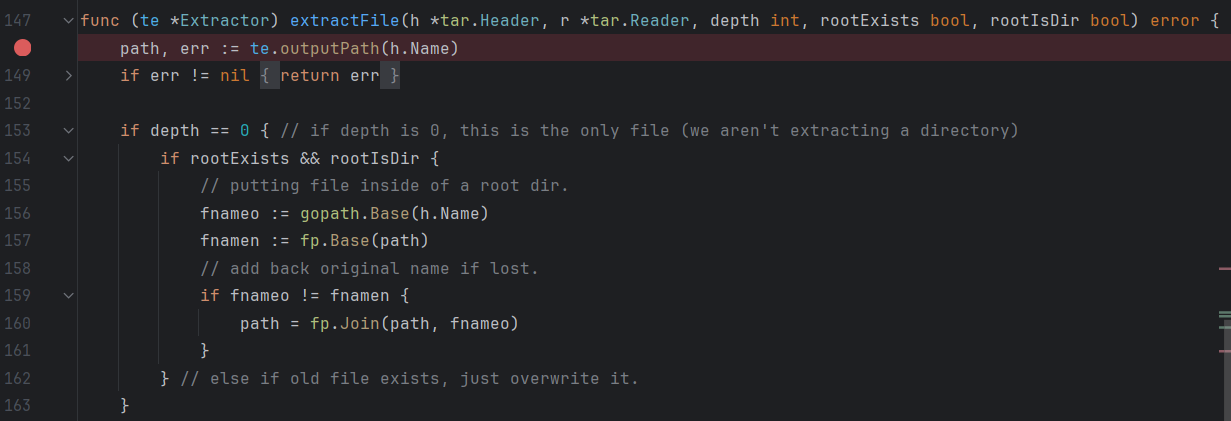 147 func (te *Extractor) extractFile(h *tar.Header, r *tar.Reader, depth int, rootExists bool, rootIsDir bool) error {
path, err := te.outputPath(h.Name)
149 if err != nil { return err }
152
153 if depth == 0 { // if depth is 0, this is the only file (we aren't extracting a directory)
154 if rootExists && rootIsDir {
155 // putting file inside of a root dir.
156 fnameo := gopath.Base(h.Name)
157 fnamen := fp.Base(path)
158 // add back original name if lost.
159 if fnameo != fnamen {
160 path = fp.Join(path, fnameo)
161 }
162 } // else if old file exists, just overwrite it.
163 }